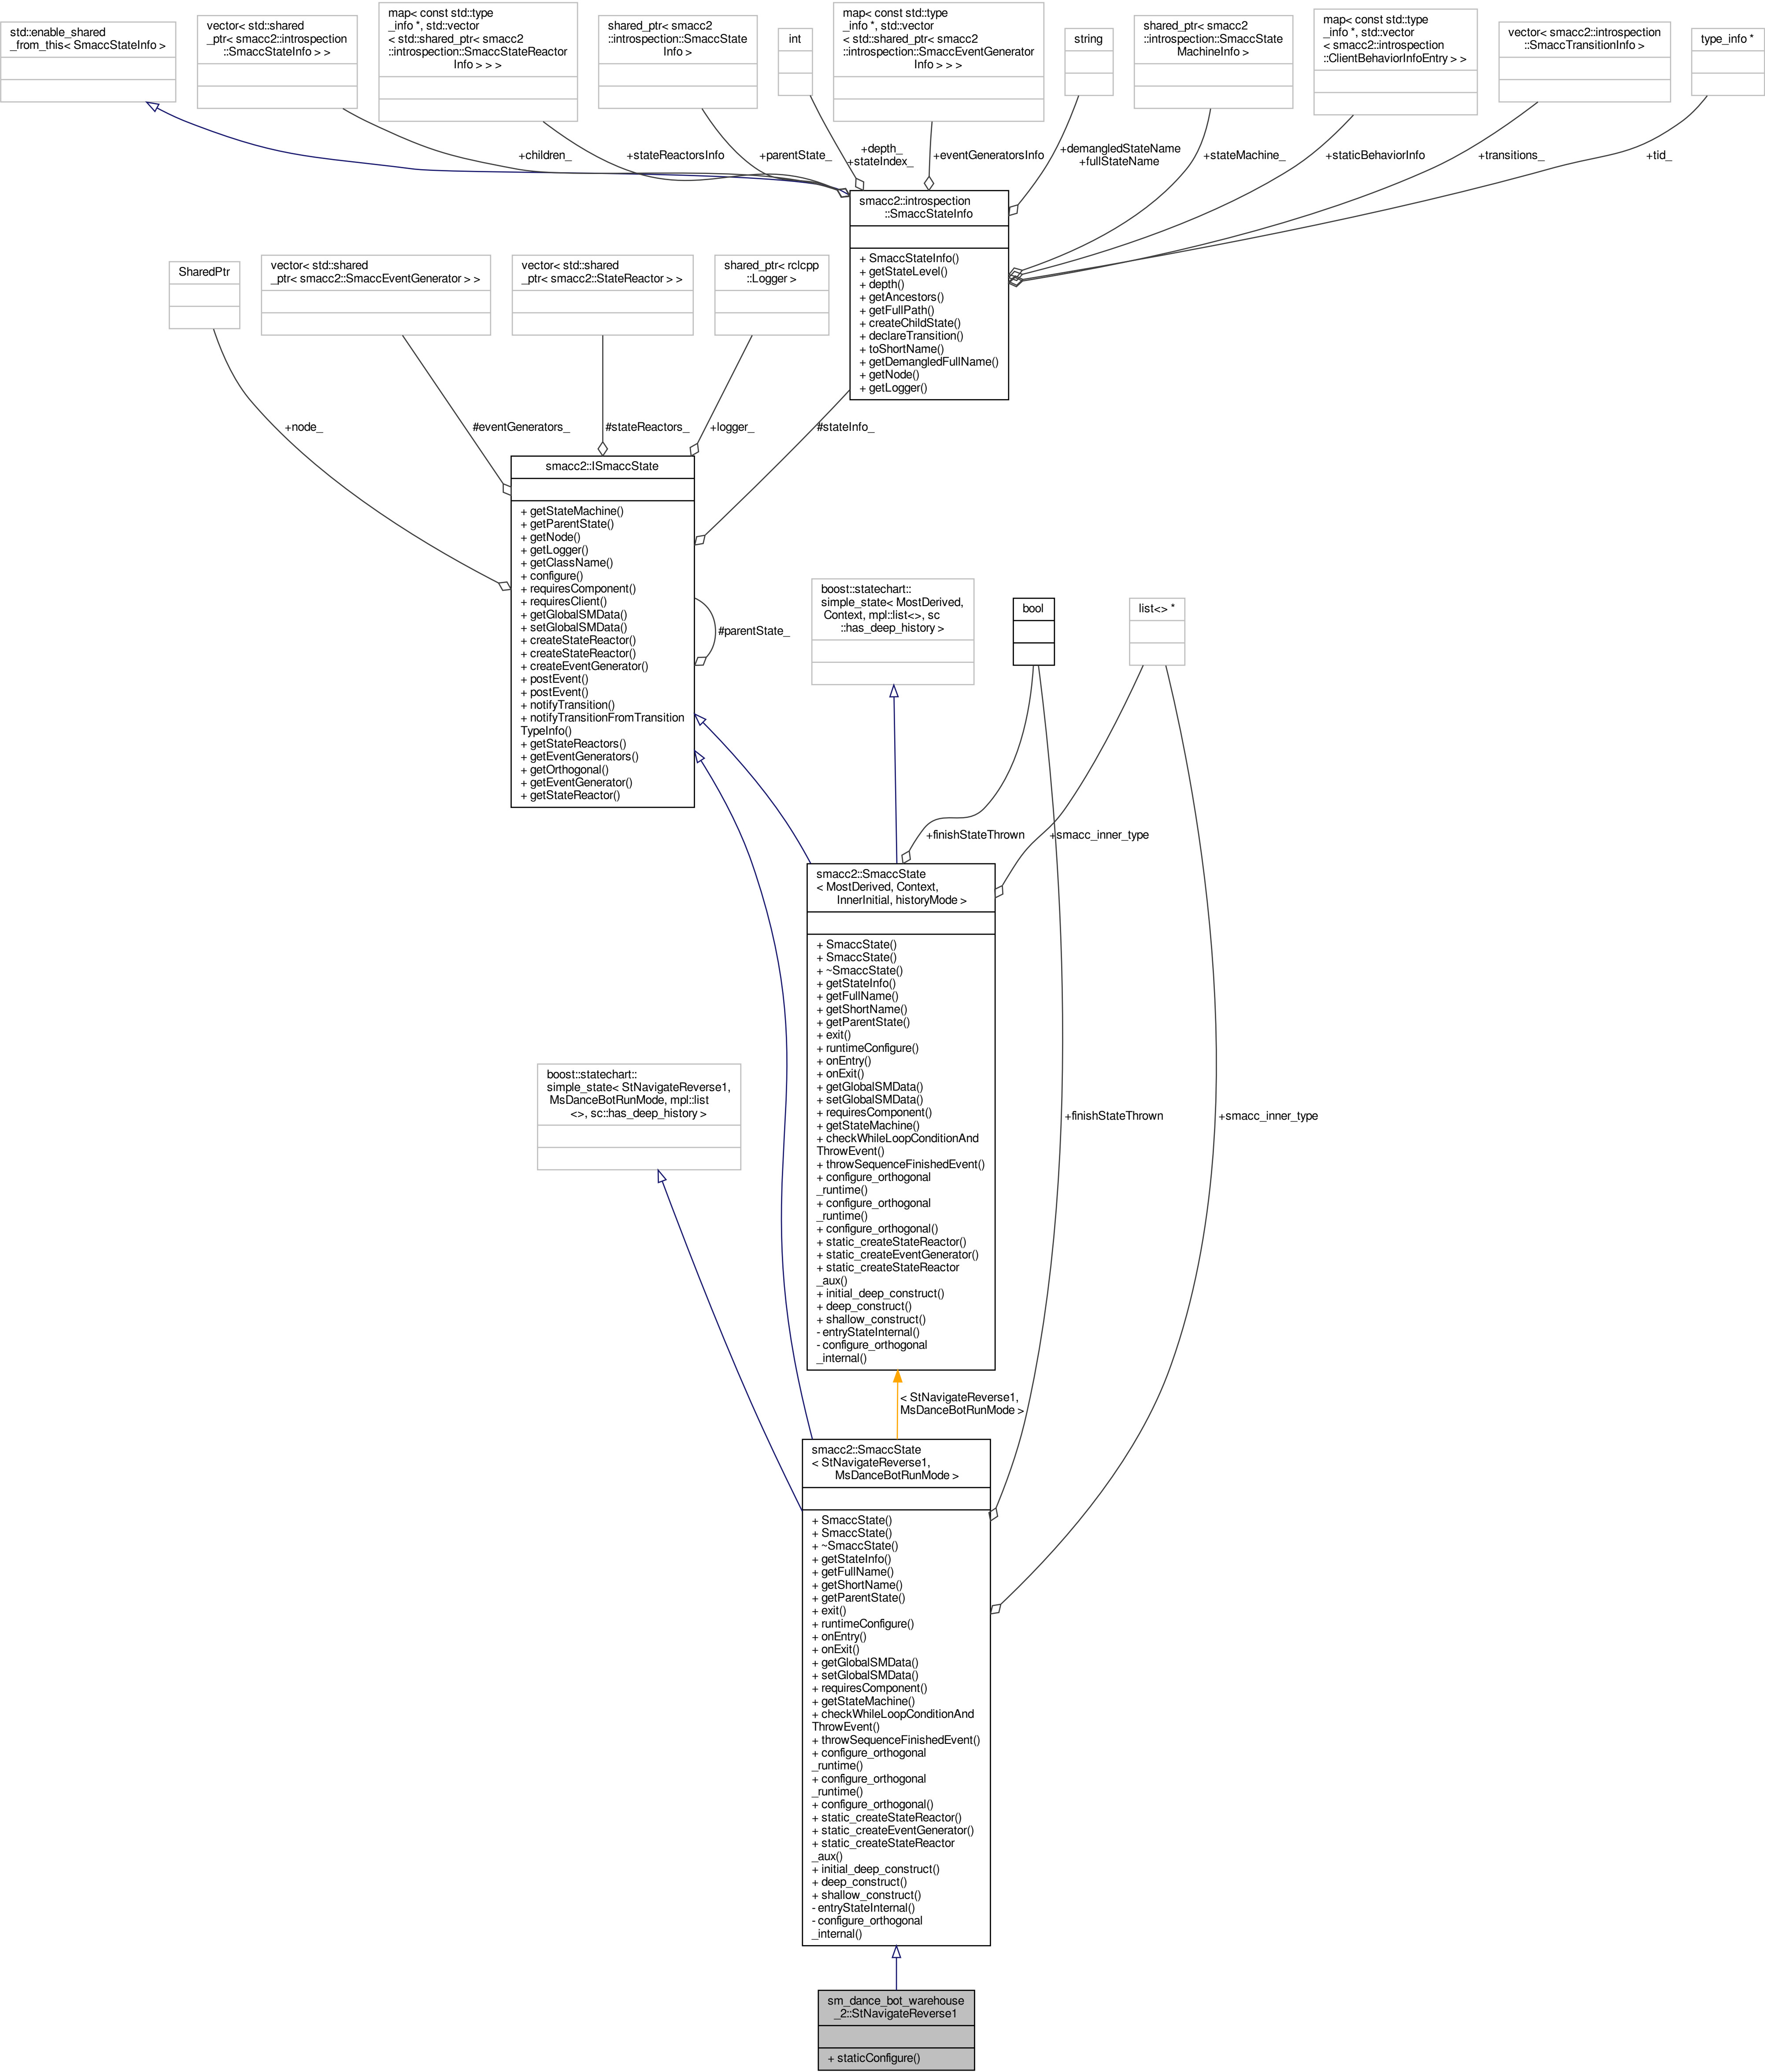 std::enable_shared
_from_this< SmaccStateInfo >
vector< std::shared
_ptr< smacc2::introspection
::SmaccStateInfo > >
map< const std::type
_info *, std::vector
< std::shared_ptr< smacc2
::introspection::SmaccStateReactor
Info > > >
shared_ptr< smacc2
::introspection::SmaccState
Info >
int
map< const std::type
_info *, std::vector
< std::shared_ptr< smacc2
::introspection::SmaccEventGenerator
Info > > >
string
shared_ptr< smacc2
::introspection::SmaccState
MachineInfo >
map< const std::type
_info *, std::vector
< smacc2::introspection
::ClientBehaviorInfoEntry > >
vector< smacc2::introspection
::SmaccTransitionInfo >
type_info *
+children_
+stateReactorsInfo
+parentState_
+depth_
+stateIndex_
+eventGeneratorsInfo
+demangledStateName
+fullStateName
+stateMachine_
+staticBehaviorInfo
+transitions_
+tid_
smacc2::introspection
::SmaccStateInfo
+ SmaccStateInfo()
+ getStateLevel()
+ depth()
+ getAncestors()
+ getFullPath()
+ createChildState()
+ declareTransition()
+ toShortName()
+ getDemangledFullName()
+ getNode()
+ getLogger()
SharedPtr
vector< std::shared
_ptr< smacc2::SmaccEventGenerator > >
vector< std::shared
_ptr< smacc2::StateReactor > >
shared_ptr< rclcpp
::Logger >
+node_
#eventGenerators_
#stateReactors_
+logger_
#stateInfo_
smacc2::ISmaccState
+ getStateMachine()
+ getParentState()
+ getNode()
+ getLogger()
+ getClassName()
+ configure()
+ requiresComponent()
+ requiresClient()
+ getGlobalSMData()
+ setGlobalSMData()
+ createStateReactor()
+ createStateReactor()
+ createEventGenerator()
+ postEvent()
+ postEvent()
+ notifyTransition()
+ notifyTransitionFromTransition
TypeInfo()
+ getStateReactors()
+ getEventGenerators()
+ getOrthogonal()
+ getEventGenerator()
+ getStateReactor()
#parentState_
boost::statechart::
simple_state< MostDerived,
Context, mpl::list<>, sc
::has_deep_history >
bool
list<> *
+finishStateThrown
+smacc_inner_type
smacc2::SmaccState
< MostDerived, Context,
InnerInitial, historyMode >
+ SmaccState()
+ SmaccState()
+ ~SmaccState()
+ getStateInfo()
+ getFullName()
+ getShortName()
+ getParentState()
+ exit()
+ runtimeConfigure()
+ onEntry()
+ onExit()
+ getGlobalSMData()
+ setGlobalSMData()
+ requiresComponent()
+ getStateMachine()
+ checkWhileLoopConditionAnd
ThrowEvent()
+ throwSequenceFinishedEvent()
+ configure_orthogonal
_runtime()
+ configure_orthogonal
_runtime()
+ configure_orthogonal()
+ static_createStateReactor()
+ static_createEventGenerator()
+ static_createStateReactor
_aux()
+ initial_deep_construct()
+ deep_construct()
+ shallow_construct()
- entryStateInternal()
- configure_orthogonal
_internal()
boost::statechart::
simple_state< StNavigateReverse1,
MsDanceBotRunMode, mpl::list
<>, sc::has_deep_history >
+finishStateThrown
+smacc_inner_type
< StNavigateReverse1,
MsDanceBotRunMode >
smacc2::SmaccState
< StNavigateReverse1,
MsDanceBotRunMode >
+ SmaccState()
+ SmaccState()
+ ~SmaccState()
+ getStateInfo()
+ getFullName()
+ getShortName()
+ getParentState()
+ exit()
+ runtimeConfigure()
+ onEntry()
+ onExit()
+ getGlobalSMData()
+ setGlobalSMData()
+ requiresComponent()
+ getStateMachine()
+ checkWhileLoopConditionAnd
ThrowEvent()
+ throwSequenceFinishedEvent()
+ configure_orthogonal
_runtime()
+ configure_orthogonal
_runtime()
+ configure_orthogonal()
+ static_createStateReactor()
+ static_createEventGenerator()
+ static_createStateReactor
_aux()
+ initial_deep_construct()
+ deep_construct()
+ shallow_construct()
- entryStateInternal()
- configure_orthogonal
_internal()
sm_dance_bot_warehouse
_2::StNavigateReverse1
+ staticConfigure()